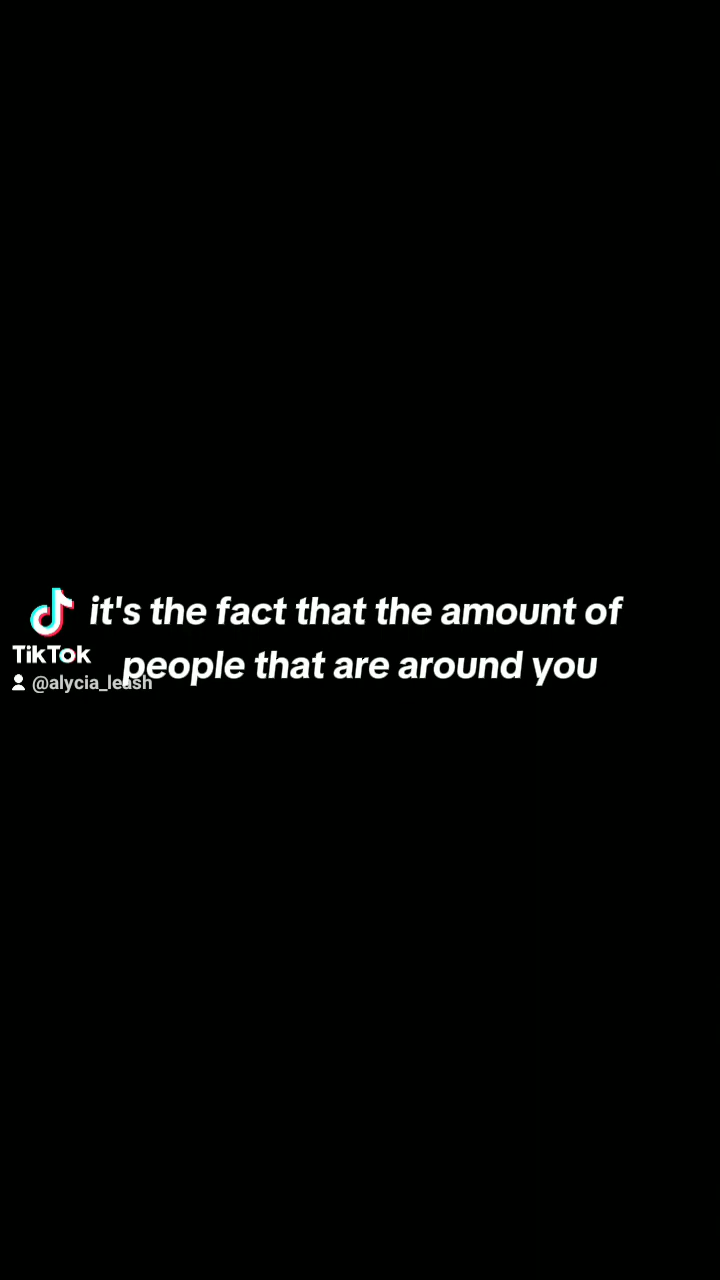 it's the fact that the amount of
people that are around you
TikTok
@alycia_leash